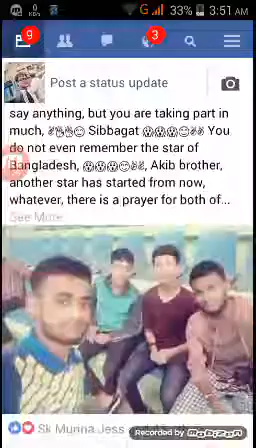 0
K/s
G
33%
3:51 AM
9
3
Post a status update
say anything, but you are taking part in
much, ✌👌👌😊 Sibbagat 😱😱😱😊✌✌ You
do not even remember the star of
Bangladesh, 😱😱😱😊✌✌, Akib brother,
another star has started from now,
whatever, there is a prayer for both of...
See More
Sk Munna Jess
Recorded by MOBIZEN